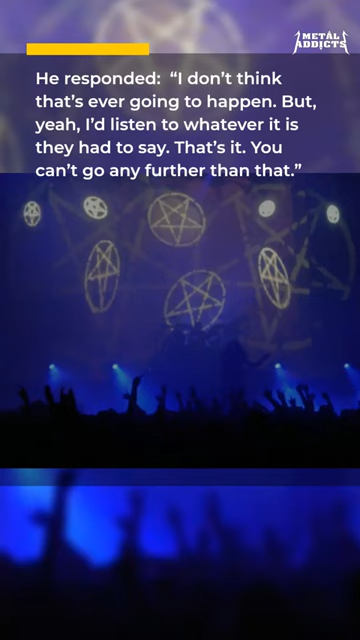 METAL
ADDICTS
He responded: “I don’t think
that’s ever going to happen. But,
yeah, I’d listen to whatever it is
they had to say. That’s it. You
can’t go any further than that.”